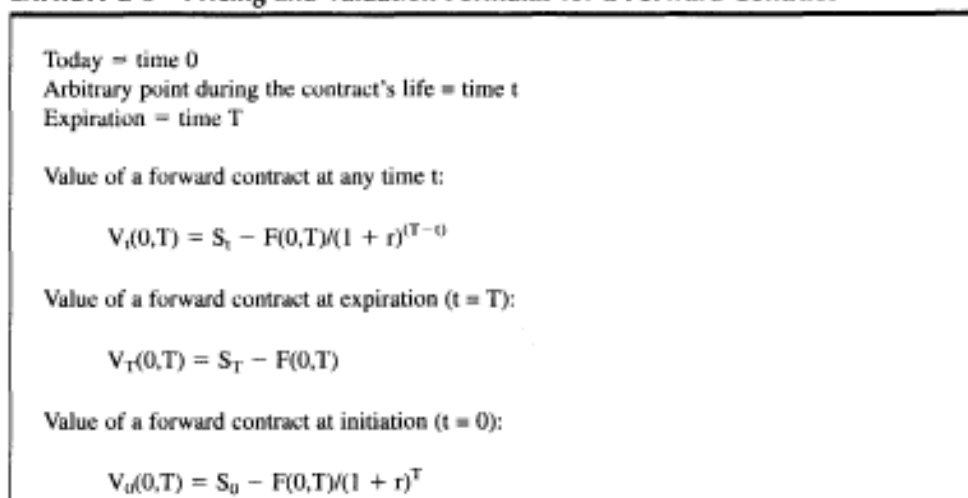 Today = time 0
Arbitrary point during the contract's life = time t
Expiration = time T
Value of a forward contract at any time t:
Vₜ(0,T) = Sₜ − F(0,T)/(1 + r)^(T−t)
Value of a forward contract at expiration (t = T):
V_T(0,T) = S_T − F(0,T)
Value of a forward contract at initiation (t = 0):
V₀(0,T) = S₀ − F(0,T)/(1 + r)^T